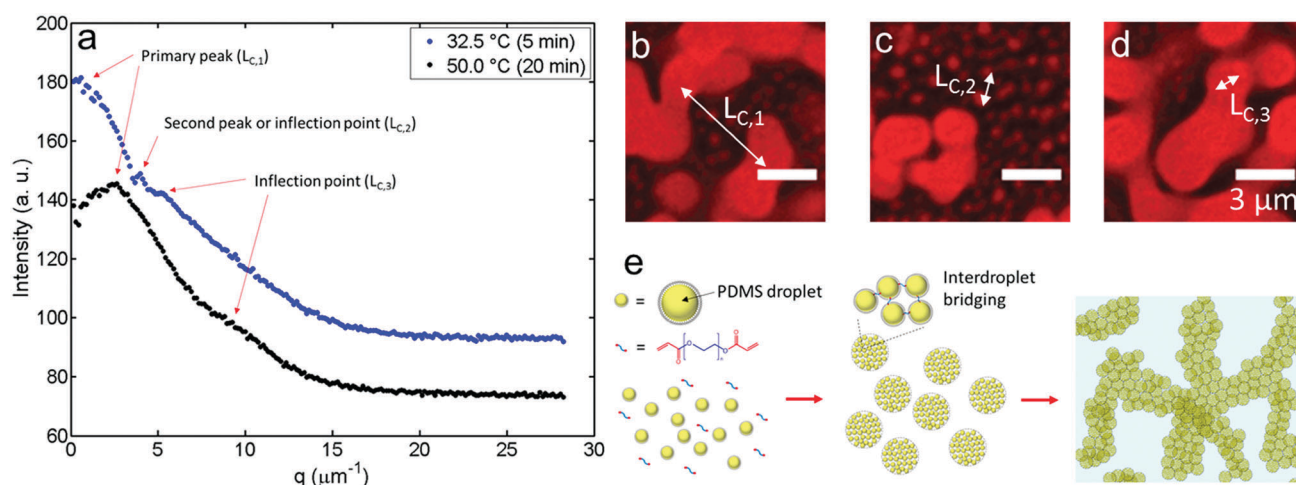 a
32.5 °C (5 min)
50.0 °C (20 min)
Primary peak (L_C,1)
Second peak or inflection point (L_C,2)
Inflection point (L_C,3)
Intensity (a. u.)
200
180
160
140
120
100
80
60
0
5
10
15
20
25
30
q (μm⁻¹)
b
L_C,1
c
L_C,2
d
L_C,3
3 μm
e
=
PDMS droplet
=
O
O
O
O
n
Interdroplet
bridging